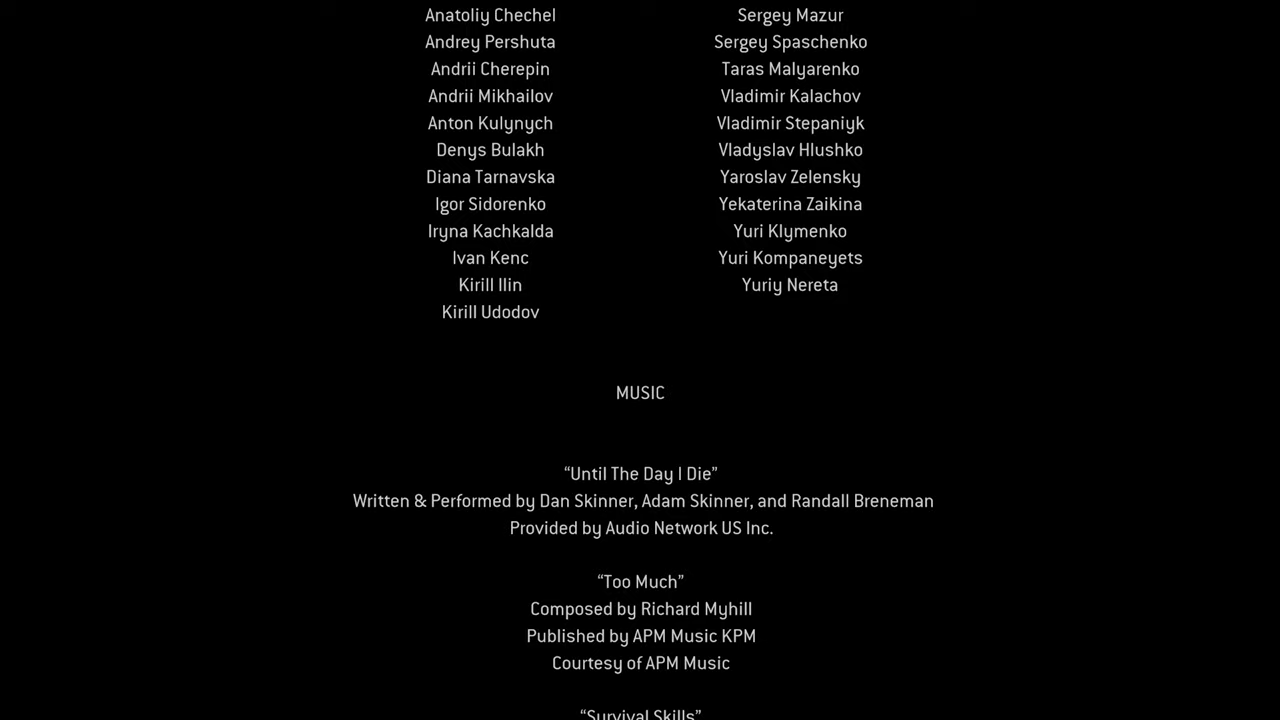 Anatoliy Chechel
Andrey Pershuta
Andrii Cherepin
Andrii Mikhailov
Anton Kulynych
Denys Bulakh
Diana Tarnavska
Igor Sidorenko
Iryna Kachkalda
Ivan Kenc
Kirill Ilin
Kirill Udodov
Sergey Mazur
Sergey Spaschenko
Taras Malyarenko
Vladimir Kalachov
Vladimir Stepaniyk
Vladyslav Hlushko
Yaroslav Zelensky
Yekaterina Zaikina
Yuri Klymenko
Yuri Kompaneyets
Yuriy Nereta
MUSIC
“Until The Day I Die”
Written & Performed by Dan Skinner, Adam Skinner, and Randall Breneman
Provided by Audio Network US Inc.
“Too Much”
Composed by Richard Myhill
Published by APM Music KPM
Courtesy of APM Music
“Survival Skills”